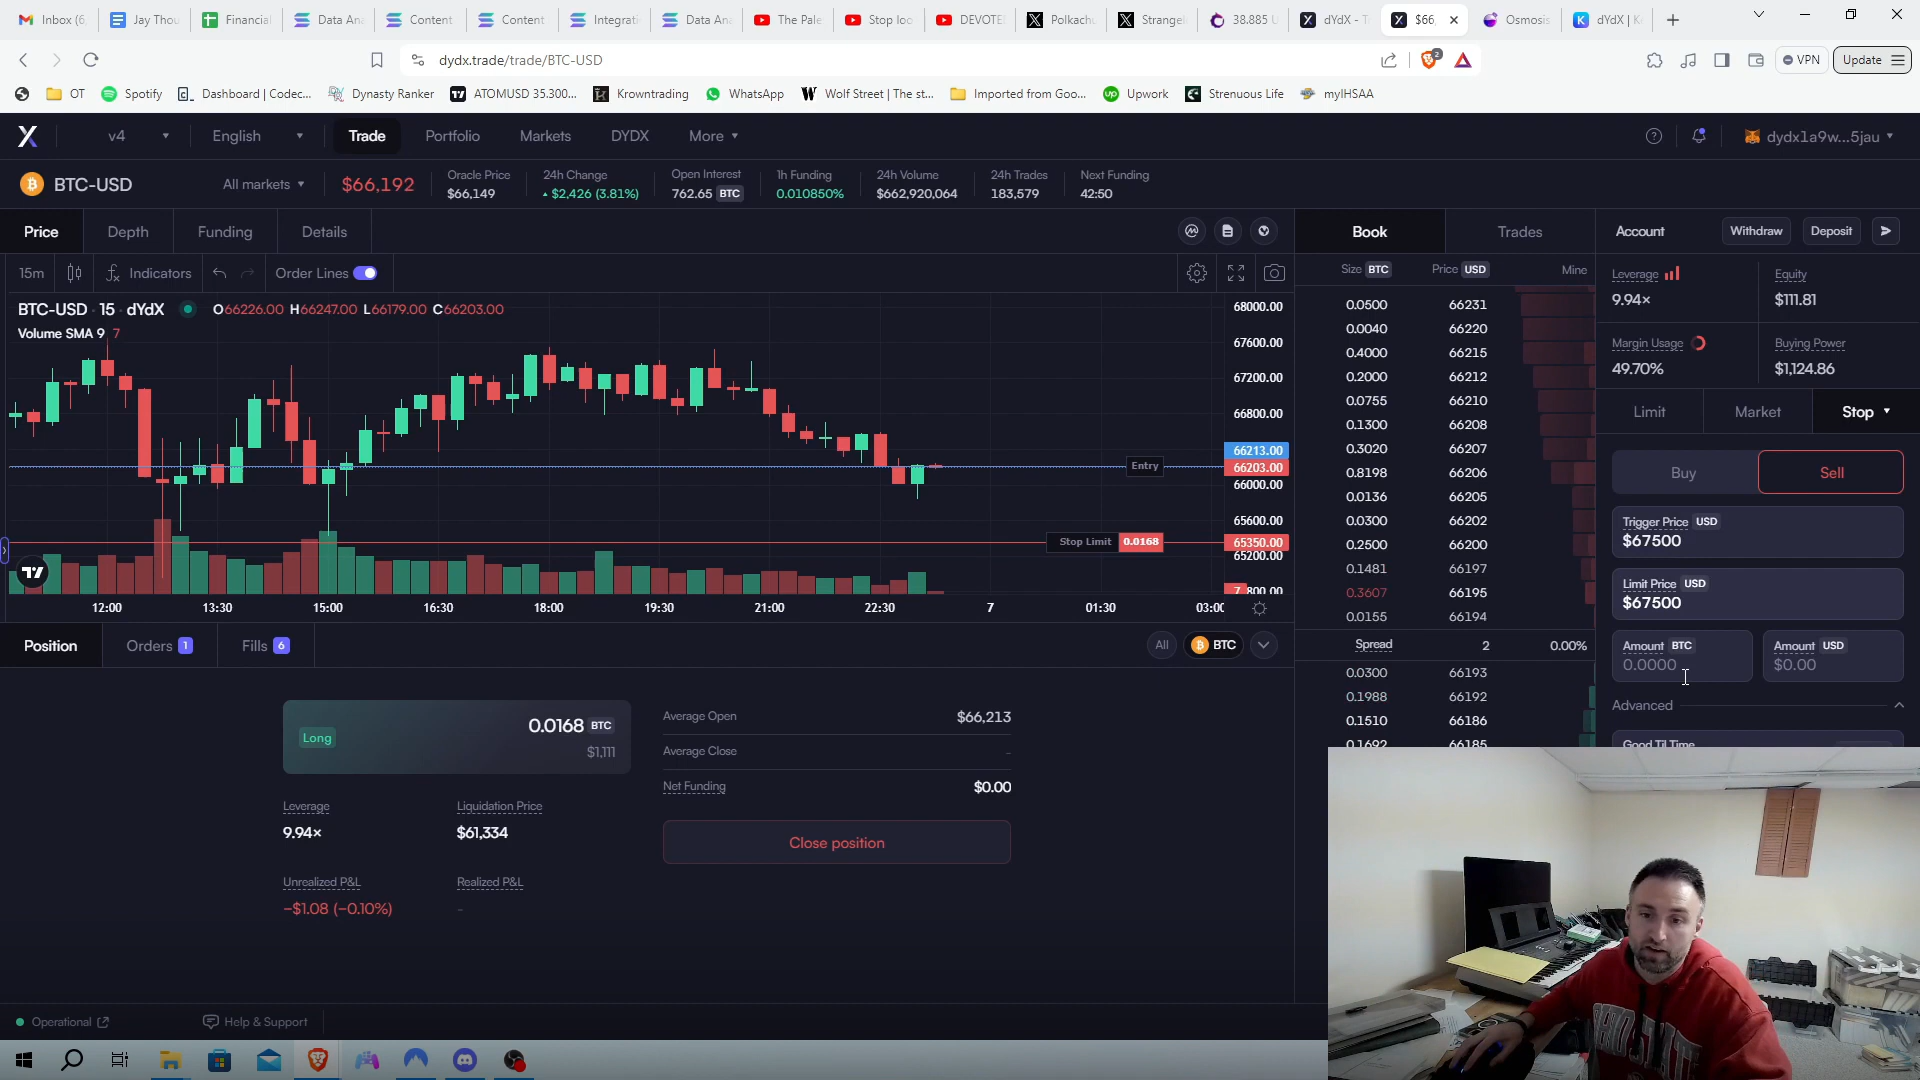 Inbox (6,
Jay Thou
Financial
Data Ana
Content
Content
Integrati
Data Ana
The Pale
Stop loo
DEVOTE
Polkachu
Strangel
38.885 U
dYdX - T
$66,
Osmosis
dYdX | K
dydx.trade/trade/BTC-USD
2
VPN
Update
OT
Spotify
Dashboard | Codec...
Dynasty Ranker
ATOMUSD 35.300...
Krowntrading
WhatsApp
Wolf Street | The st...
Imported from Goo...
Upwork
Strenuous Life
myIHSAA
v4
English
Trade
Portfolio
Markets
DYDX
More
dydx1a9w...5jau
BTC-USD
All markets
$66,192
Oracle Price
$66,149
24h Change
$2,426 (3.81%)
Open Interest
762.65 BTC
1h Funding
0.010850%
24h Volume
$662,920,064
24h Trades
183,579
Next Funding
42:50
Price
Depth
Funding
Details
Book
Trades
Account
Withdraw
Deposit
15m
Indicators
Order Lines
Size BTC
Price USD
Mine
Leverage
9.94×
Equity
$111.81
Margin Usage
49.70%
Buying Power
$1,124.86
BTC-USD · 15 · dYdX
O66226.00 H66247.00 L66179.00 C66203.00
Volume SMA 9 7
68000.00
67600.00
67200.00
66800.00
66213.00
66203.00
66000.00
65600.00
65350.00
65200.00
Entry
Stop Limit 0.0168
12:00
13:30
15:00
16:30
18:00
19:30
21:00
22:30
7
01:30
03:00
0.0500 66231
0.0040 66220
0.4000 66215
0.2000 66212
0.0755 66210
0.1300 66208
0.3020 66207
0.8198 66206
0.0136 66205
0.0300 66202
0.2500 66200
0.1481 66197
0.3607 66195
0.0155 66194
Spread 2 0.00%
0.0300 66193
0.1988 66192
0.1510 66186
0.1692 66185
Limit
Market
Stop
Buy
Sell
Trigger Price USD
$67500
Limit Price USD
$67500
Amount BTC
0.0000
Amount USD
$0.00
Advanced
Good Til Time
Position
Orders 1
Fills 6
All
BTC
Long
0.0168 BTC
$1,111
Average Open
$66,213
Average Close
-
Net Funding
$0.00
Leverage
9.94×
Liquidation Price
$61,334
Close position
Unrealized P&L
−$1.08 (−0.10%)
Realized P&L
-
Operational
Help & Support